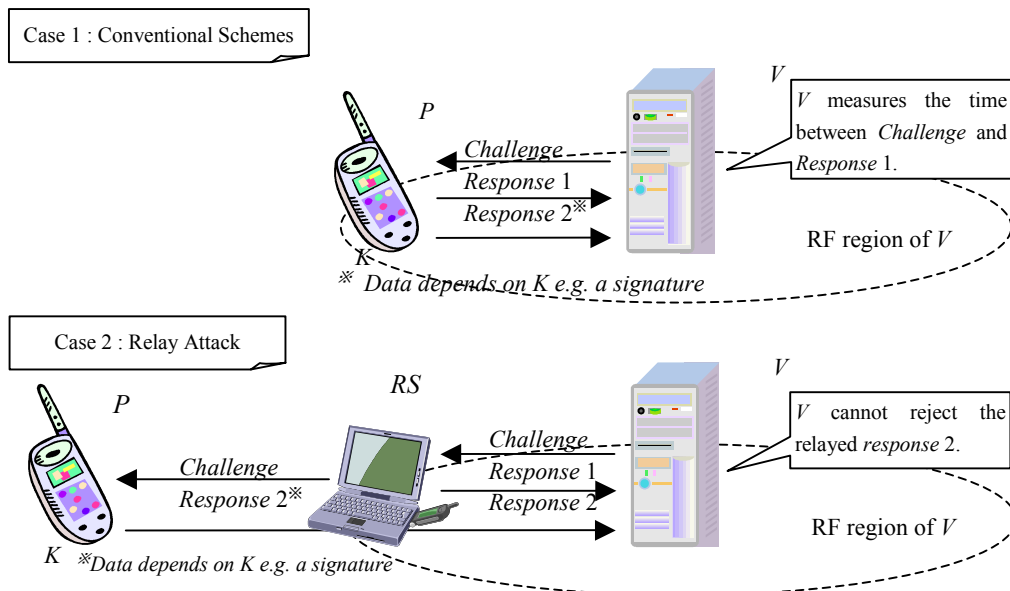 Case 1 : Conventional Schemes
P
V
V measures the time
between Challenge and
Response 1.
Challenge
Response 1
Response 2※
RF region of V
K
※ Data depends on K e.g. a signature
Case 2 : Relay Attack
P
RS
V
V cannot reject the
relayed response 2.
Challenge
Response 2※
Challenge
Response 1
Response 2
RF region of V
K
※Data depends on K e.g. a signature